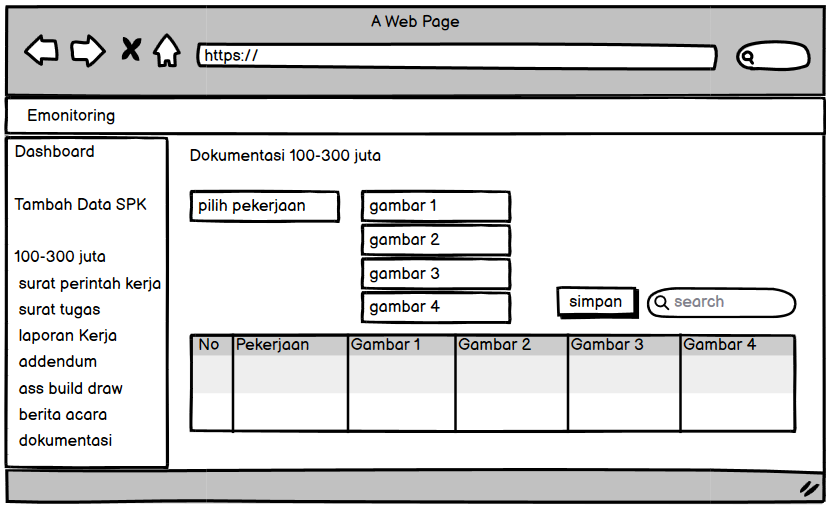 A Web Page
https://
Emonitoring
Dashboard
Tambah Data SPK
100-300 juta
surat perintah kerja
surat tugas
laporan Kerja
addendum
ass build draw
berita acara
dokumentasi
Dokumentasi 100-300 juta
pilih pekerjaan
gambar 1
gambar 2
gambar 3
gambar 4
simpan
search
No Pekerjaan Gambar 1 Gambar 2 Gambar 3 Gambar 4